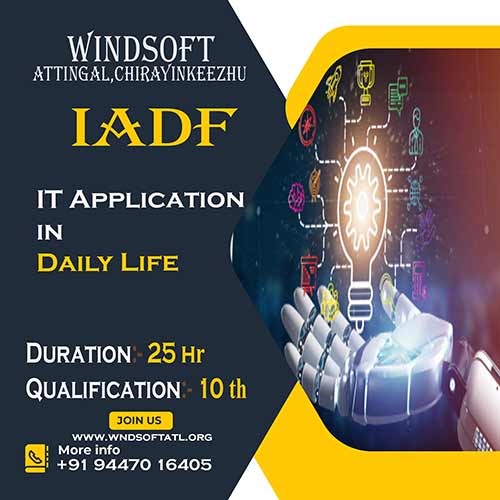 WINDSOFT
ATTINGAL,CHIRAYINKEEZHU
IADF
IT APPLICATION
IN
DAILY LIFE
DURATION:- 25 HR
QUALIFICATION:- 10 th
JOIN US
WWW.WNDSOFTATL.ORG
More info
+91 94470 16405